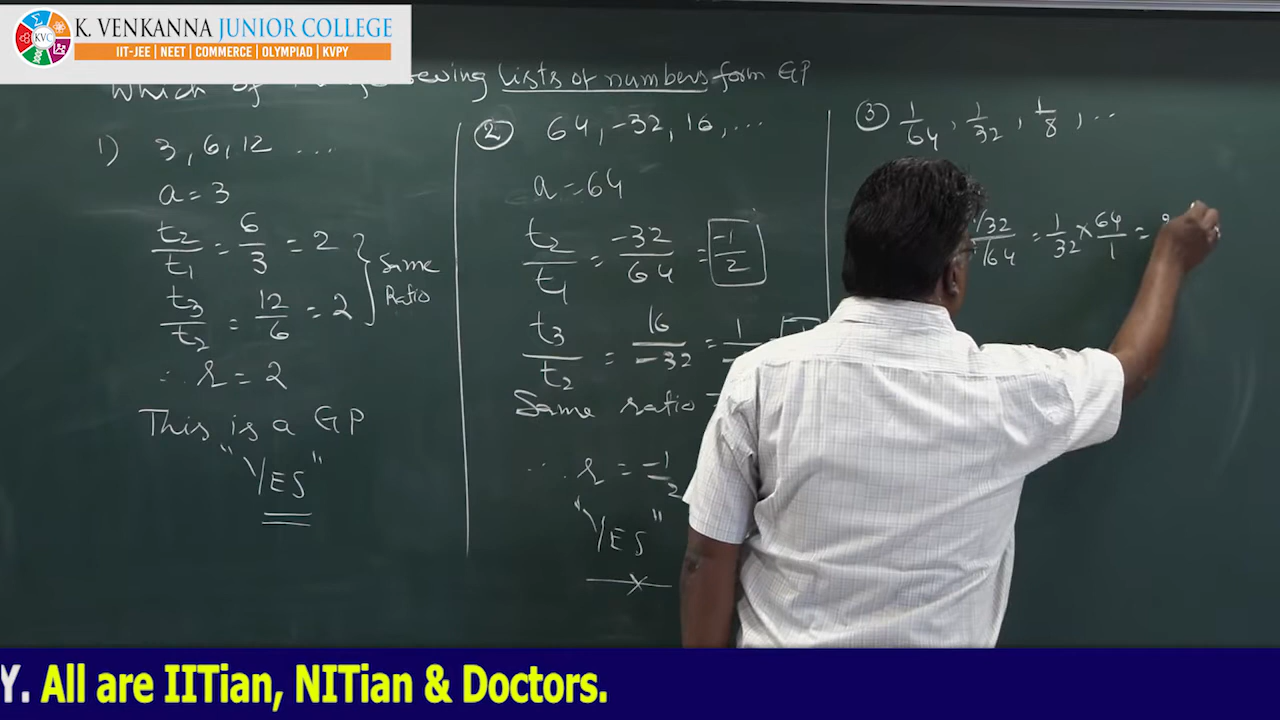 K. VENKANNA JUNIOR COLLEGE
KVC
IIT-JEE | NEET | COMMERCE | OLYMPIAD | KVPY
Which of lists of numbers form GP
1) 3, 6, 12 ...
a = 3
t2/t1 = 6/3 = 2
t3/t2 = 12/6 = 2
Same Ratio
∴ r = 2
This is a GP
"YES"
② 64, -32, 16, ...
a = 64
t2/t1 = -32/64 = -1/2
t3/t2 = 16/-32 = 1/
Same ratio
∴ r = -1/2
"YES"
③ 1/64, 1/32, 1/8, ...
1/32 / 1/64 = 1/32 × 64/1 =
Y. All are IITian, NITian & Doctors.